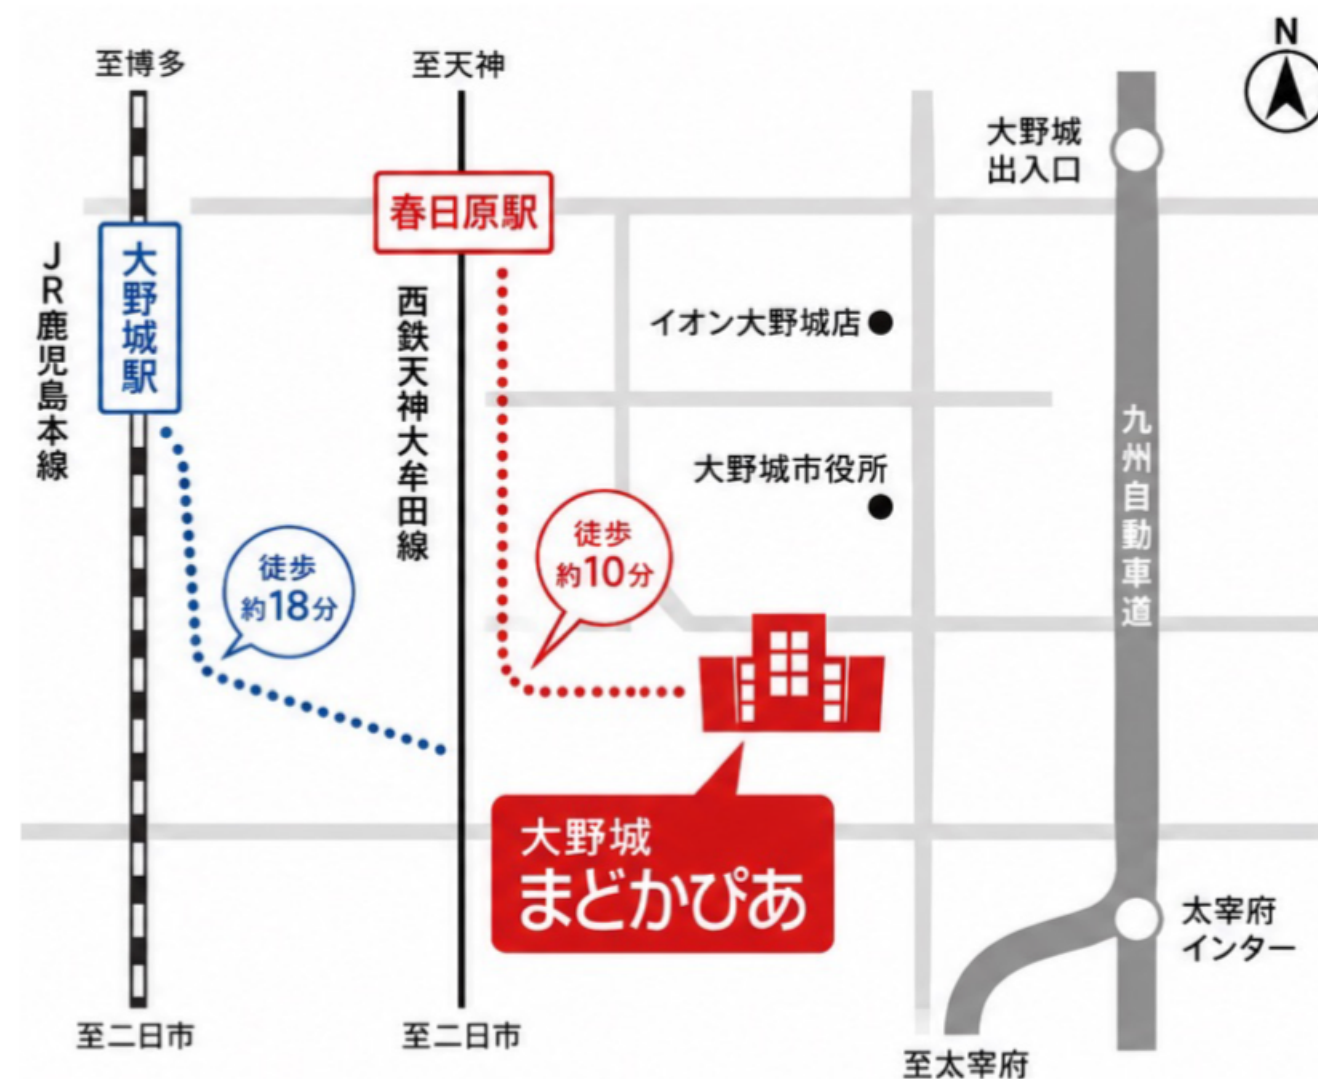 N
至博多
至天神
大野城
出入口
春日原駅
大野城駅
JR鹿児島本線
西鉄天神大牟田線
イオン大野城店
九州自動車道
大野城市役所
徒歩
約10分
徒歩
約18分
大野城
まどかぴあ
太宰府
インター
至二日市
至二日市
至太宰府